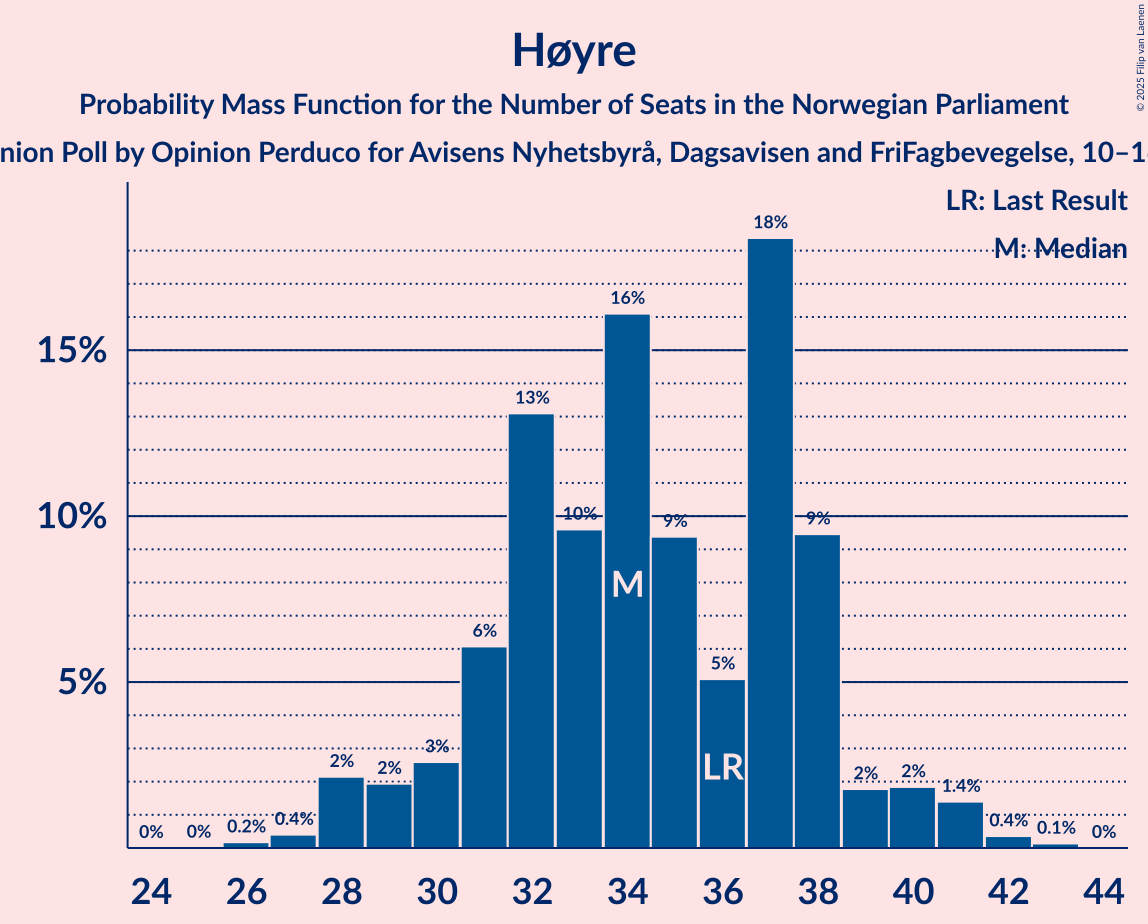 Høyre
Probability Mass Function for the Number of Seats in the Norwegian Parliament
nion Poll by Opinion Perduco for Avisens Nyhetsbyrå, Dagsavisen and FriFagbevegelse, 10–1
© 2025 Filip van Laenen
LR: Last Result
M: Median
18%
16%
15%
13%
10%
10%
9%
9%
M
6%
5%
5%
LR
3%
2%
2%
2%
2%
1.4%
0%
0%
0.2%
0.4%
0.4%
0.1%
0%
24 26 28 30 32 34 36 38 40 42 44